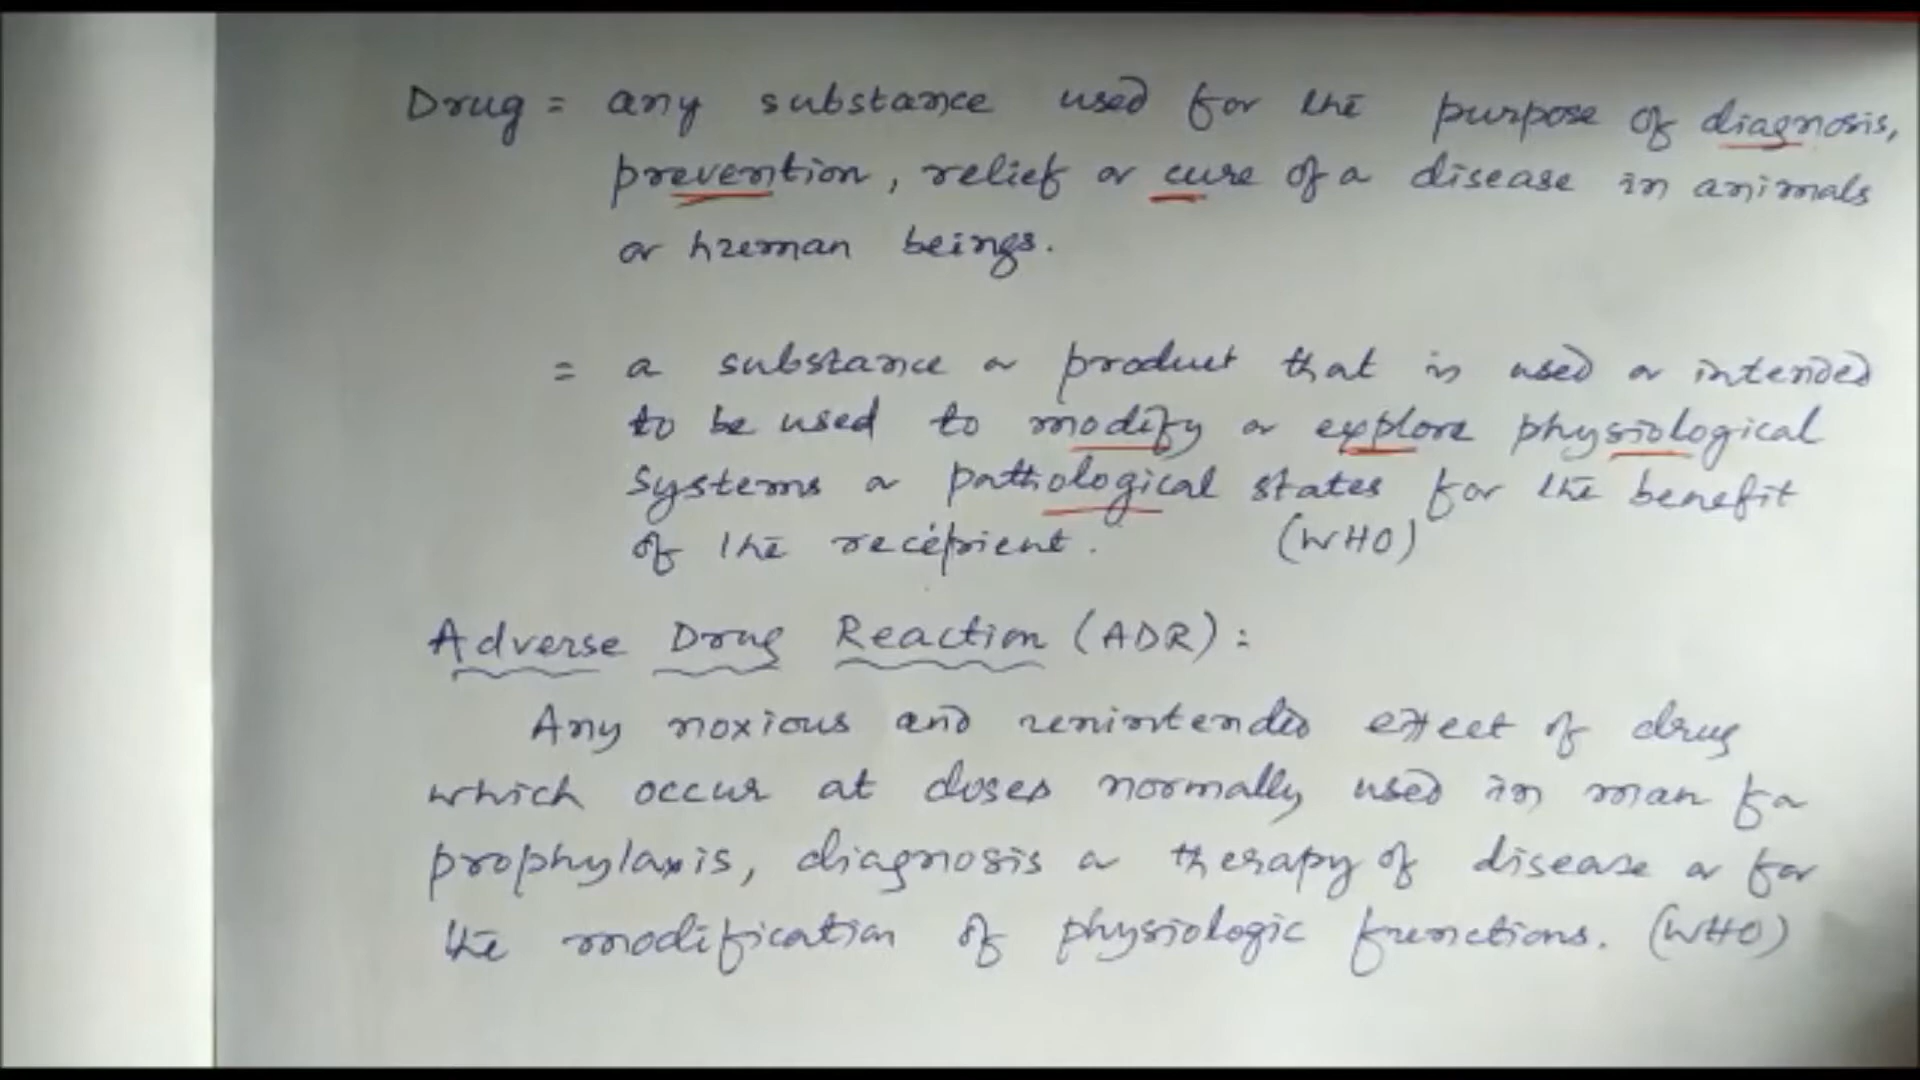 Drug = any substance used for the purpose of diagnosis,
prevention, relief or cure of a disease in animals
or human beings.
= a substance or product that is used or intended
to be used to modify or explore physiological
systems or pathological states for the benefit
of the recepient. (WHO)
Adverse Drug Reaction (ADR) :
Any noxious and unintended effect of drug
which occur at doses normally used in man for
prophylaxis, diagnosis or therapy of disease or for
the modification of physiologic functions. (WHO)